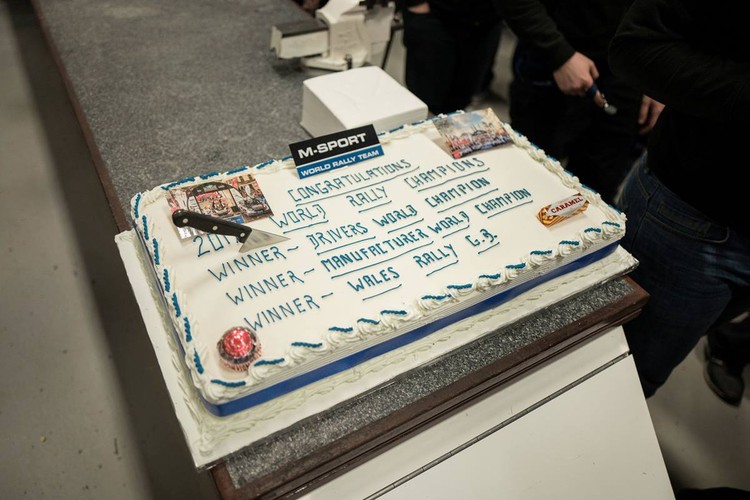 M-SPORT
WORLD RALLY TEAM
CONGRATULATIONS
WORLD RALLY CHAMPIONS
WINNER~ DRIVERS WORLD CHAMPION
WINNER~ MANUFACTURER WORLD CHAMPION
WINNER~ WALES RALLY G.B
CARAMEL